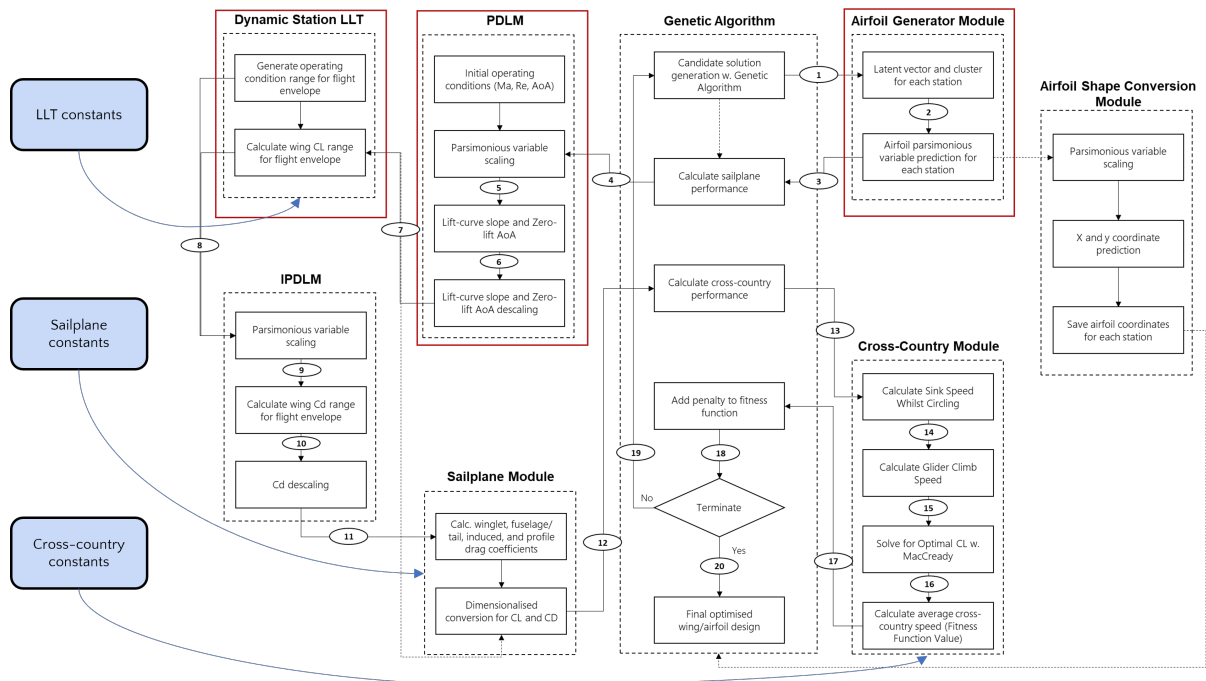 Dynamic Station LLT
Generate operating
condition range for flight
envelope
Calculate wing CL range
for flight envelope
PDLM
Initial operating
conditions (Ma, Re, AoA)
Parsimonious variable
scaling
5
Lift-curve slope and Zero-
lift AoA
6
Lift-curve slope and Zero-
lift AoA descaling
Genetic Algorithm
Candidate solution
generation w. Genetic
Algorithm
Calculate sailplane
performance
Calculate cross-country
performance
Add penalty to fitness
function
18
Terminate
No
Yes
20
Final optimised
wing/airfoil design
Airfoil Generator Module
Latent vector and cluster
for each station
2
Airfoil parsimonious
variable prediction for
each station
Airfoil Shape Conversion
Module
Parsimonious variable
scaling
X and y coordinate
prediction
Save airfoil coordinates
for each station
LLT constants
Sailplane
constants
Cross-country
constants
1
3
4
7
8
IPDLM
Parsimonious variable
scaling
9
Calculate wing Cd range
for flight envelope
10
Cd descaling
11
Sailplane Module
Calc. winglet, fuselage/
tail, induced, and profile
drag coefficients
Dimensionalised
conversion for CL and CD
12
19
13
17
Cross-Country Module
Calculate Sink Speed
Whilst Circling
14
Calculate Glider Climb
Speed
15
Solve for Optimal CL w.
MacCready
16
Calculate average cross-
country speed (Fitness
Function Value)